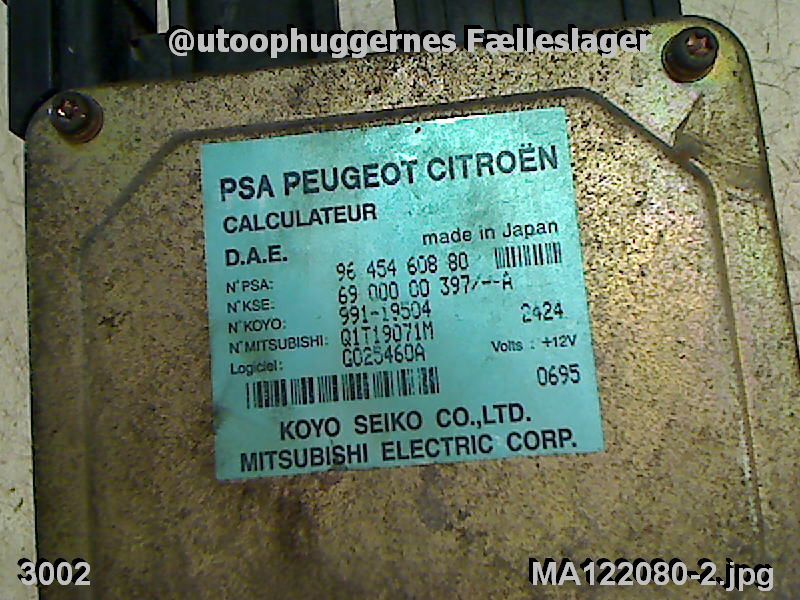 @utoophuggernes Fælleslager
PSA PEUGEOT CITROËN
CALCULATEUR
D.A.E. made in Japan
N°PSA: 96 454 608 80
N°KSE: 69 000 00 397/--A
N°KOYO: 991-19504 2424
N°MITSUBISHI: Q1T19071M
Logiciel: Q025460A Volts : +12V
0695
KOYO SEIKO CO.,LTD.
MITSUBISHI ELECTRIC CORP.
3002 MA122080-2.jpg